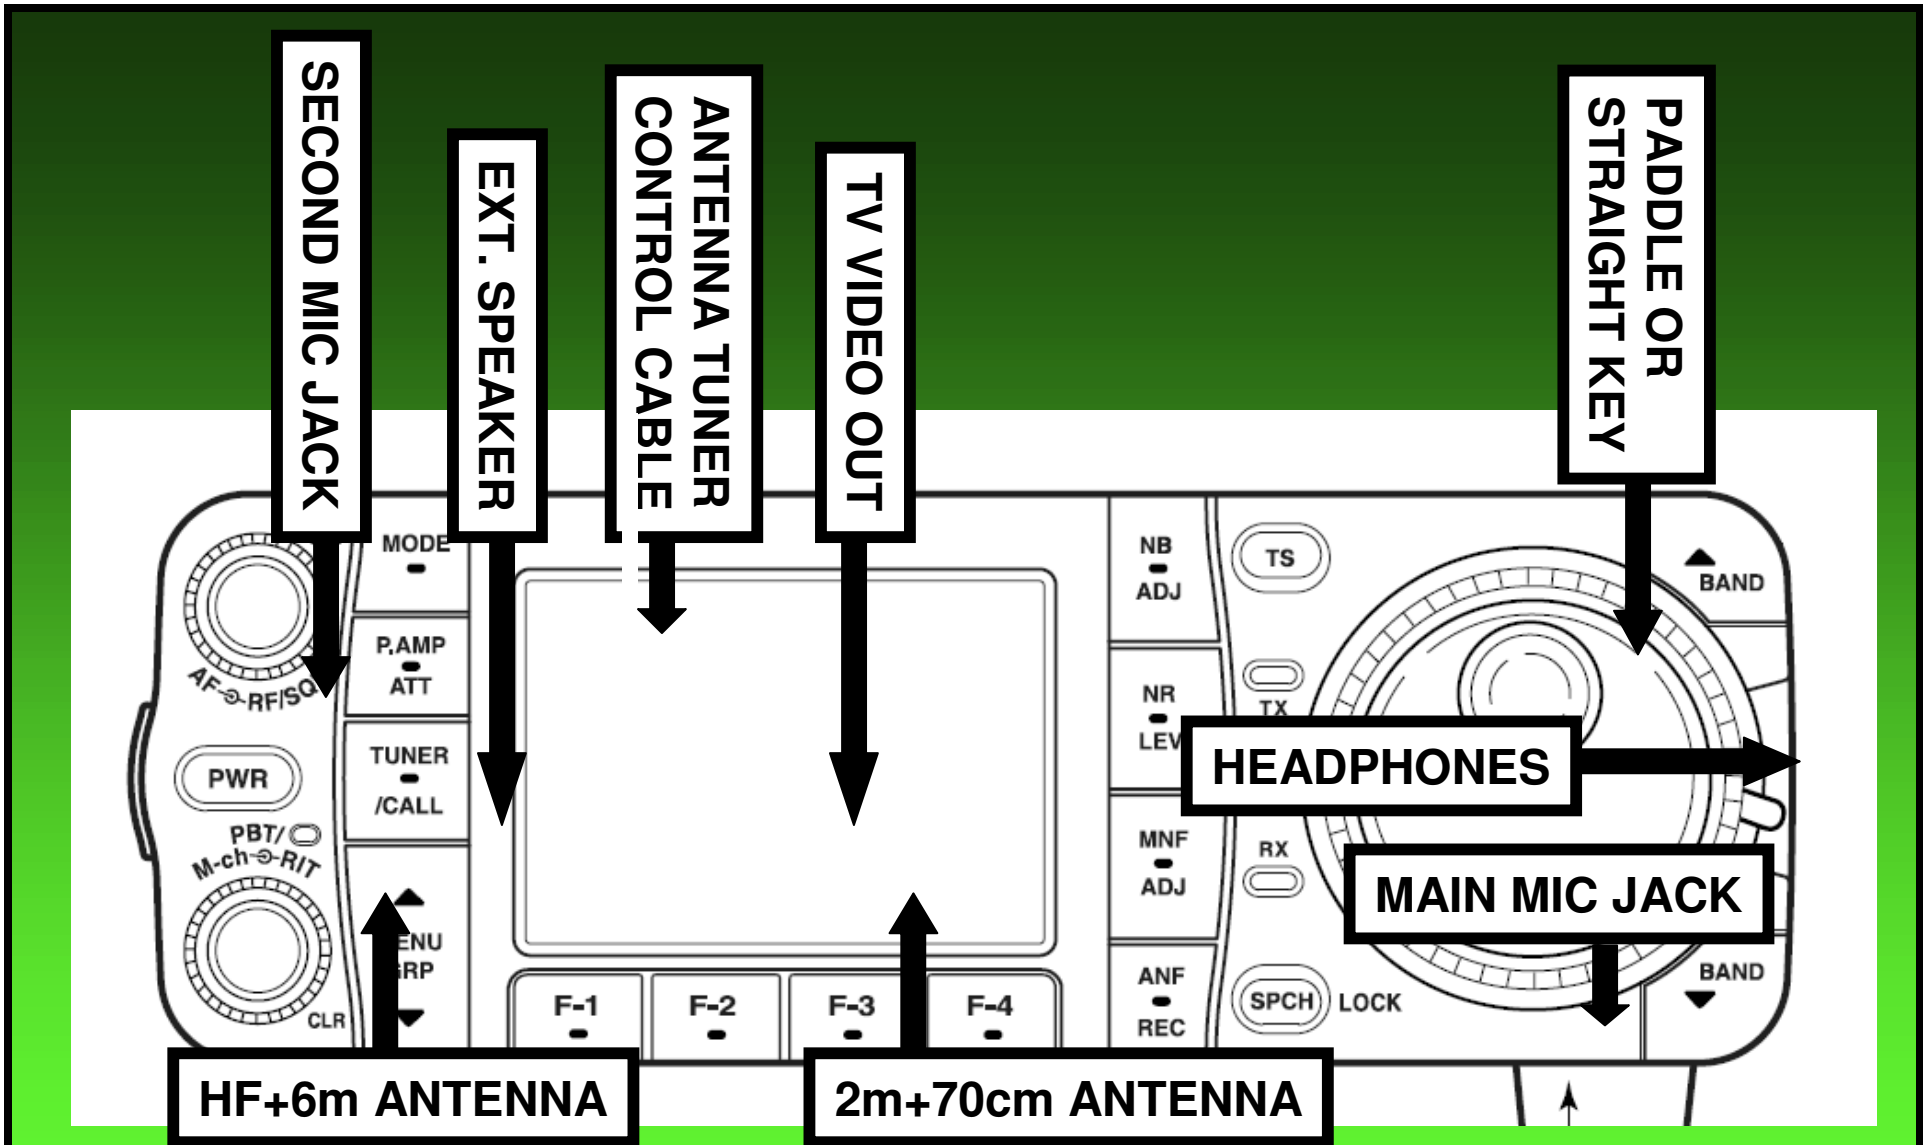 SECOND MIC JACK
EXT. SPEAKER
ANTENNA TUNER
CONTROL CABLE
TV VIDEO OUT
PADDLE OR
STRAIGHT KEY
MODE
P.AMP
ATT
TUNER
/CALL
AF RF/SQ
PWR
PBT/
M-ch RIT
CLR
ENU
GRP
F-1
F-2
F-3
F-4
NB
ADJ
NR
LEV
MNF
ADJ
ANF
REC
TS
TX
RX
SPCH
LOCK
BAND
HEADPHONES
MAIN MIC JACK
BAND
HF+6m ANTENNA
2m+70cm ANTENNA